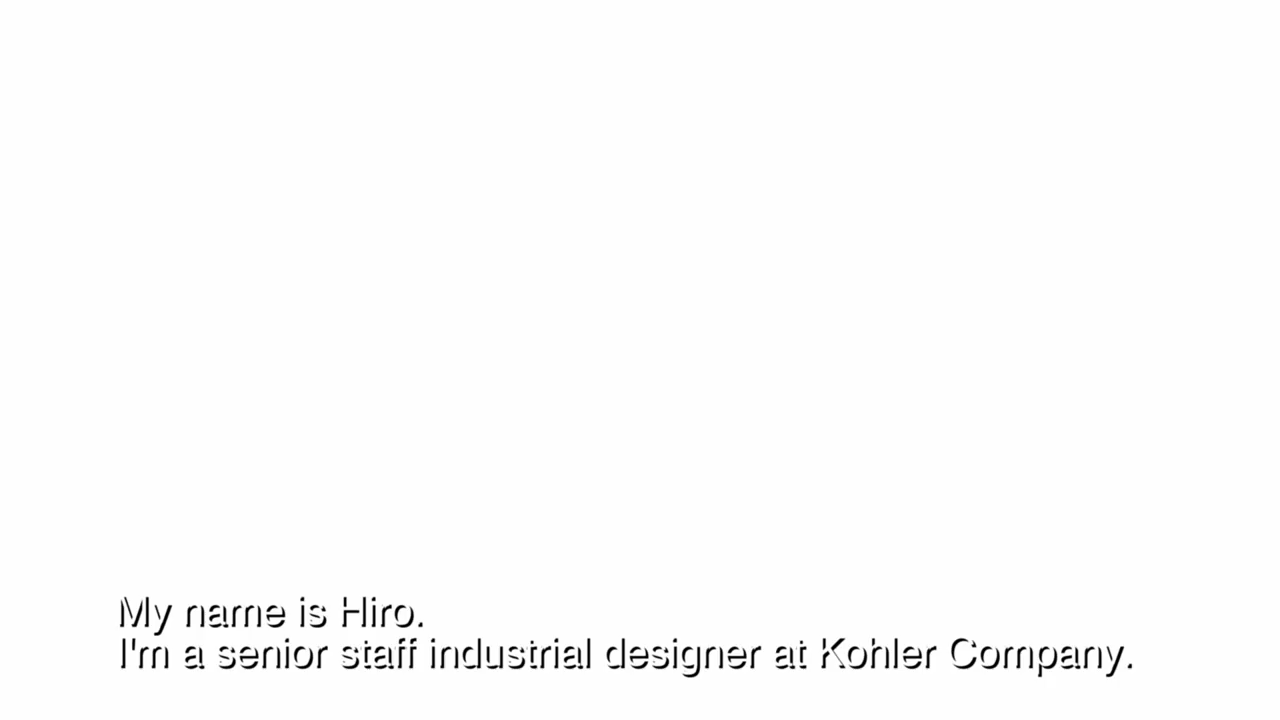 My name is Hiro.
I'm a senior staff industrial designer at Kohler Company.